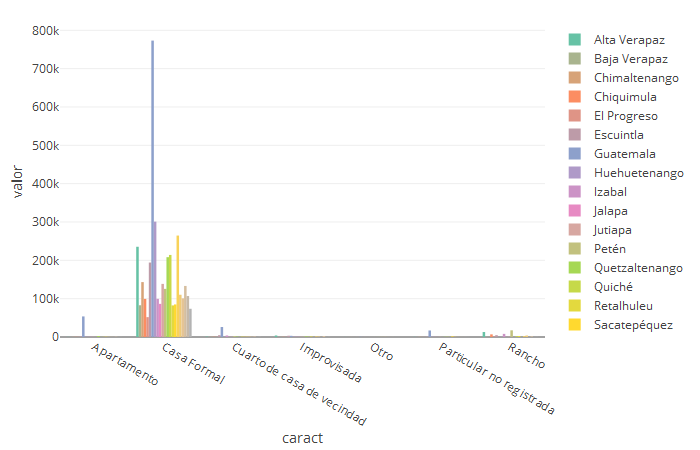 800k
700k
600k
500k
400k
300k
200k
100k
0
valor
Apartamento
Casa Formal
Cuarto de casa de vecindad
Improvisada
Otro
Particular no registrada
Rancho
caract
Alta Verapaz
Baja Verapaz
Chimaltenango
Chiquimula
El Progreso
Escuintla
Guatemala
Huehuetenango
Izabal
Jalapa
Jutiapa
Petén
Quetzaltenango
Quiché
Retalhuleu
Sacatepéquez